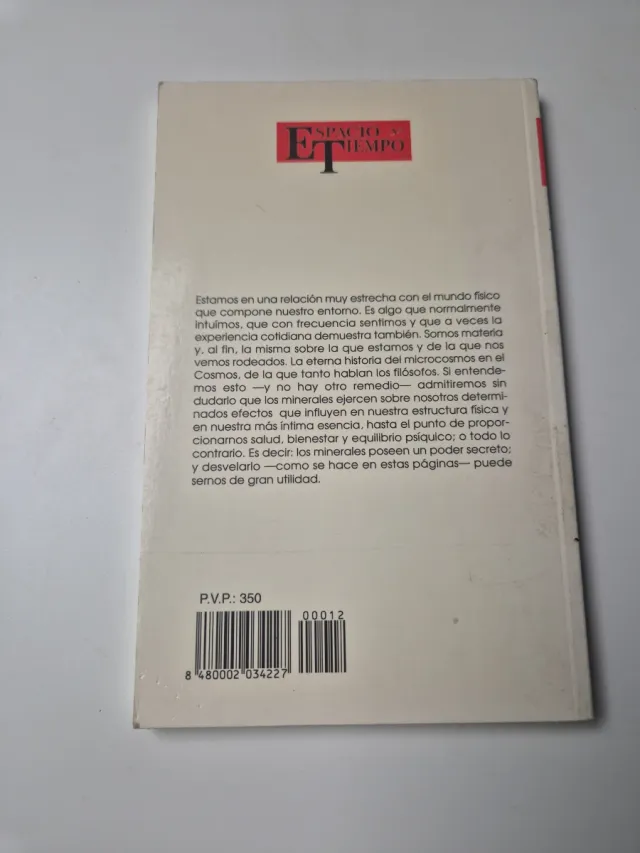 ESPACIO Y
TIEMPO
Estamos en una relación muy estrecha con el mundo físico
que compone nuestro entorno. Es algo que normalmente
intuímos, que con frecuencia sentimos y que a veces la
experiencia cotidiana demuestra también. Somos materia
y, al fin, la misma sobre la que estamos y de la que nos
vemos rodeados. La eterna historia del microcosmos en el
Cosmos, de la que tanto hablan los filósofos. Si entende-
mos esto —y no hay otro remedio— admitiremos sin
dudarlo que los minerales ejercen sobre nosotros determi-
nados efectos que influyen en nuestra estructura física y
en nuestra más íntima esencia, hasta el punto de propor-
cionarnos salud, bienestar y equilibrio psíquico; o todo lo
contrario. Es decir: los minerales poseen un poder secreto;
y desvelarlo —como se hace en estas páginas— puede
sernos de gran utilidad.
P.V.P.: 350
00012
8 480002 034227